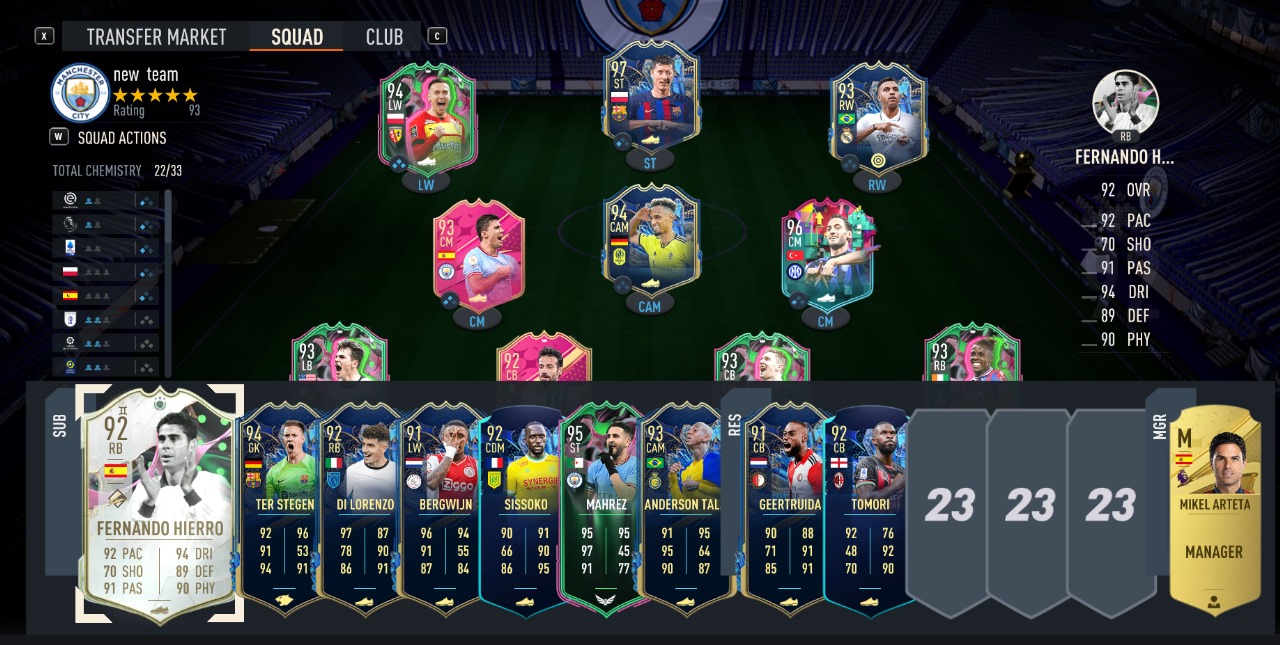 X TRANSFER MARKET SQUAD CLUB C
new team
Rating 93
W SQUAD ACTIONS
TOTAL CHEMISTRY 22/33
94 LW
97 ST
93 RW
LW
ST
RW
93 CM
94 CAM
96 CM
CM
CAM
CM
93 LB
92 CB
93 CB
93 RB
RB
FERNANDO H...
92 OVR
92 PAC
70 SHO
91 PAS
94 DRI
89 DEF
90 PHY
SUB
92 RB
FERNANDO HIERRO
92 PAC 94 DRI
70 SHO 89 DEF
91 PAS 90 PHY
94 GK
TER STEGEN
92 96
91 53
94 91
92 RB
DI LORENZO
97 87
78 90
86 91
91 LW
Ziggo
BERGWIJN
96 94
91 55
87 84
92 CDM
SYNERGIE
SISSOKO
90 91
66 90
86 95
95 ST
MAHREZ
95 95
97 45
91 77
93 CAM
ANDERSON TAL
91 95
95 64
90 87
RES
91 CB
GEERTRUIDA
90 88
71 91
85 91
92 CB
TOMORI
92 76
48 92
70 90
23
23
23
MGR
M
MIKEL ARTETA
MANAGER